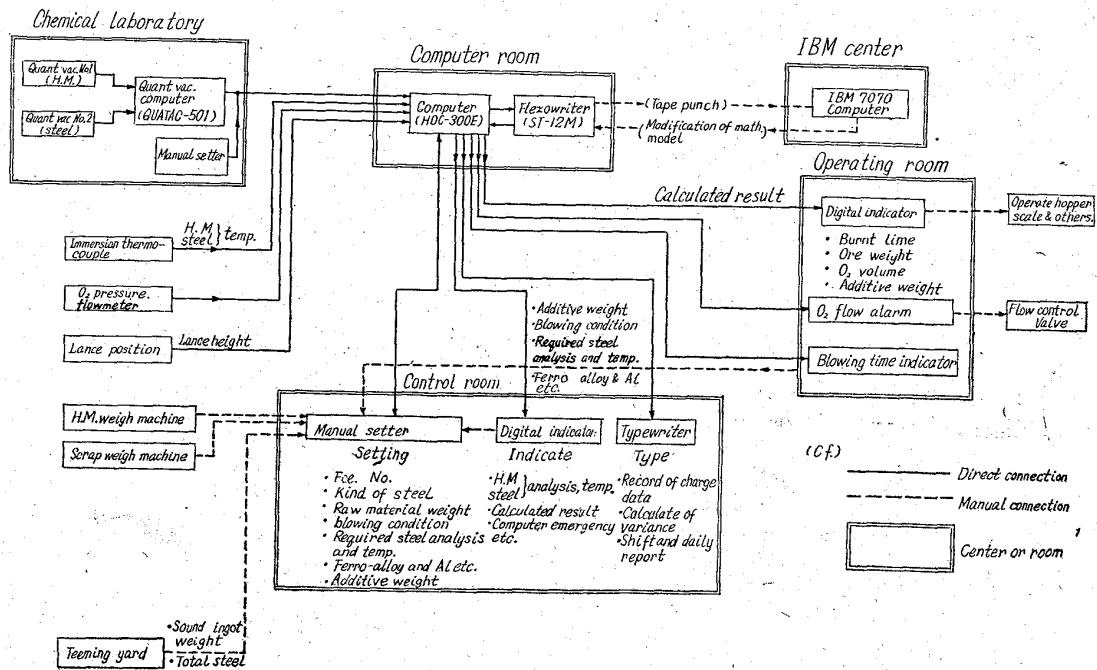 Chemical laboratory
Quant vac. No1
(H.M.)
Quant vac No.2
(steel)
Quant vac.
computer
(QUATAC-501)
Manual setter
Computer room
Computer
(HOC-300E)
Flexowriter
(ST-12M)
(Tape punch)
(Modification of math.
model)
IBM center
IBM 7070
Computer
Operating room
Calculated result
Digital indicator
• Burnt lime
• Ore weight
• O2 volume
• Additive weight
O2 flow alarm
Blowing time indicator
Operate hopper
scale & others.
Flow control
Valve
Immersion thermo-
couple
H.M
steel } temp.
O2 pressure.
flowmeter
Lance position
Lance height
• Additive weight
• Blowing condition
• Required steel
analysis and temp.
• Ferro alloy & Al
etc.
Control room
H.M. weigh machine
Scrap weigh machine
Manual setter
Setting
• Fce. No.
• Kind of steel
• Raw material weight
• blowing condition
• Required steel analysis etc.
and temp.
• Ferro-alloy and Al etc.
• Additive weight
Digital indicator
Indicate
• H.M
steel } analysis, temp.
• Calculated result
• Computer emergency
Typewriter
Type
• Record of charge
data
• Calculate of
variance
• Shift and daily
report
(Cf.)
Direct connection
Manual connection
Center or room
Teeming yard
• Sound ingot
weight
• Total steel